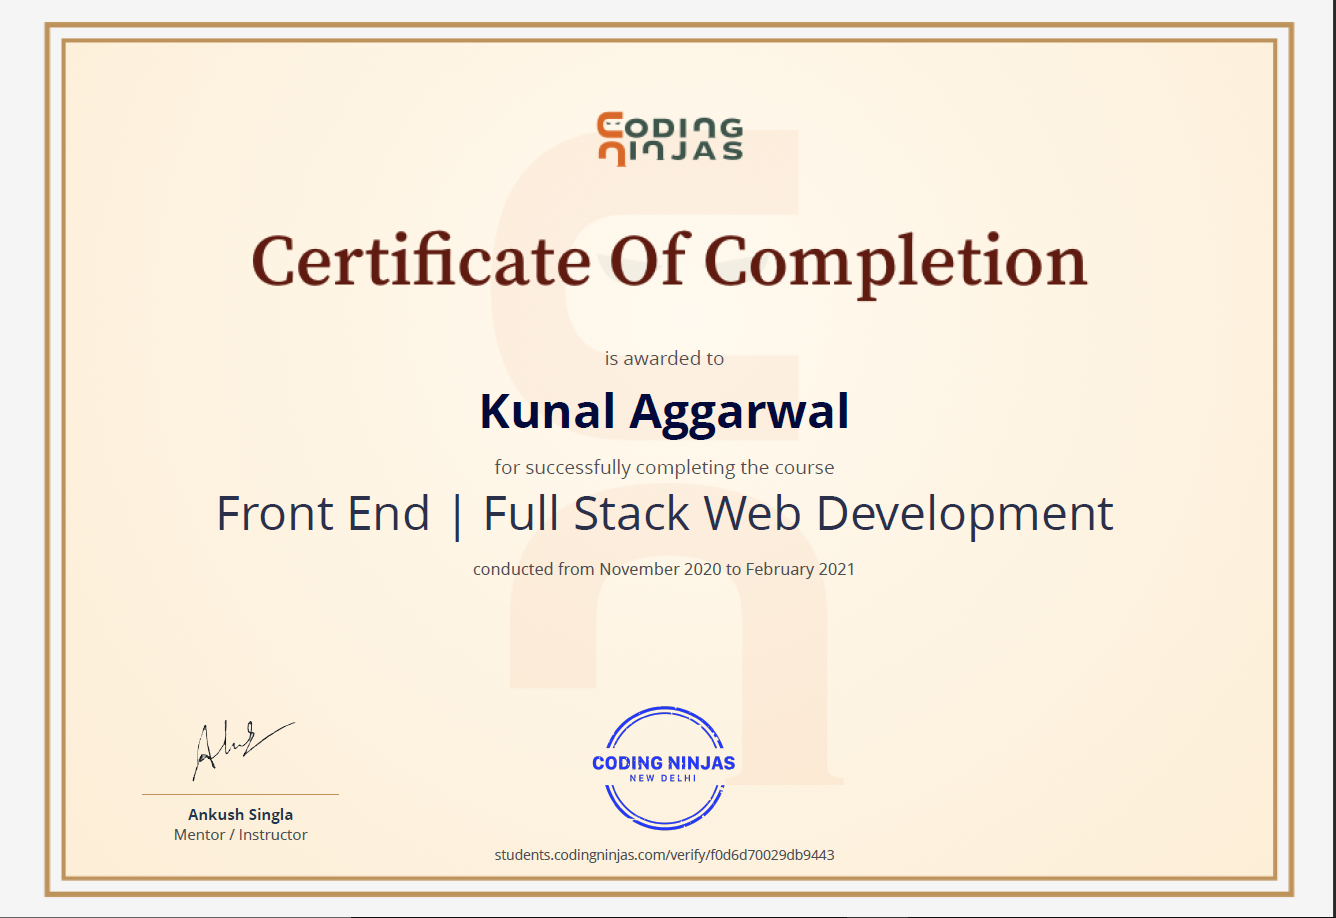 CODING
NINJAS
Certificate Of Completion
is awarded to
Kunal Aggarwal
for successfully completing the course
Front End | Full Stack Web Development
conducted from November 2020 to February 2021
CODING NINJAS
NEW DELHI
Ankush Singla
Mentor / Instructor
students.codingninjas.com/verify/f0d6d70029db9443